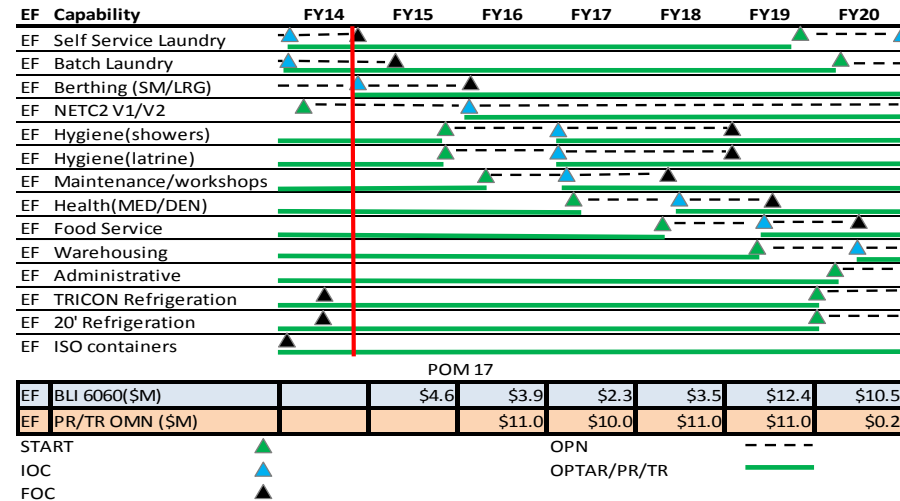 EF Capability FY14 FY15 FY16 FY17 FY18 FY19 FY20
EF Self Service Laundry
EF Batch Laundry
EF Berthing (SM/LRG)
EF NETC2 V1/V2
EF Hygiene(showers)
EF Hygiene(latrine)
EF Maintenance/workshops
EF Health(MED/DEN)
EF Food Service
EF Warehousing
EF Administrative
EF TRICON Refrigeration
EF 20' Refrigeration
EF ISO containers
POM 17
EF BLI 6060($M) $4.6 $3.9 $2.3 $3.5 $12.4 $10.5
EF PR/TR OMN ($M) $11.0 $10.0 $11.0 $11.0 $0.2
START OPN
IOC OPTAR/PR/TR
FOC